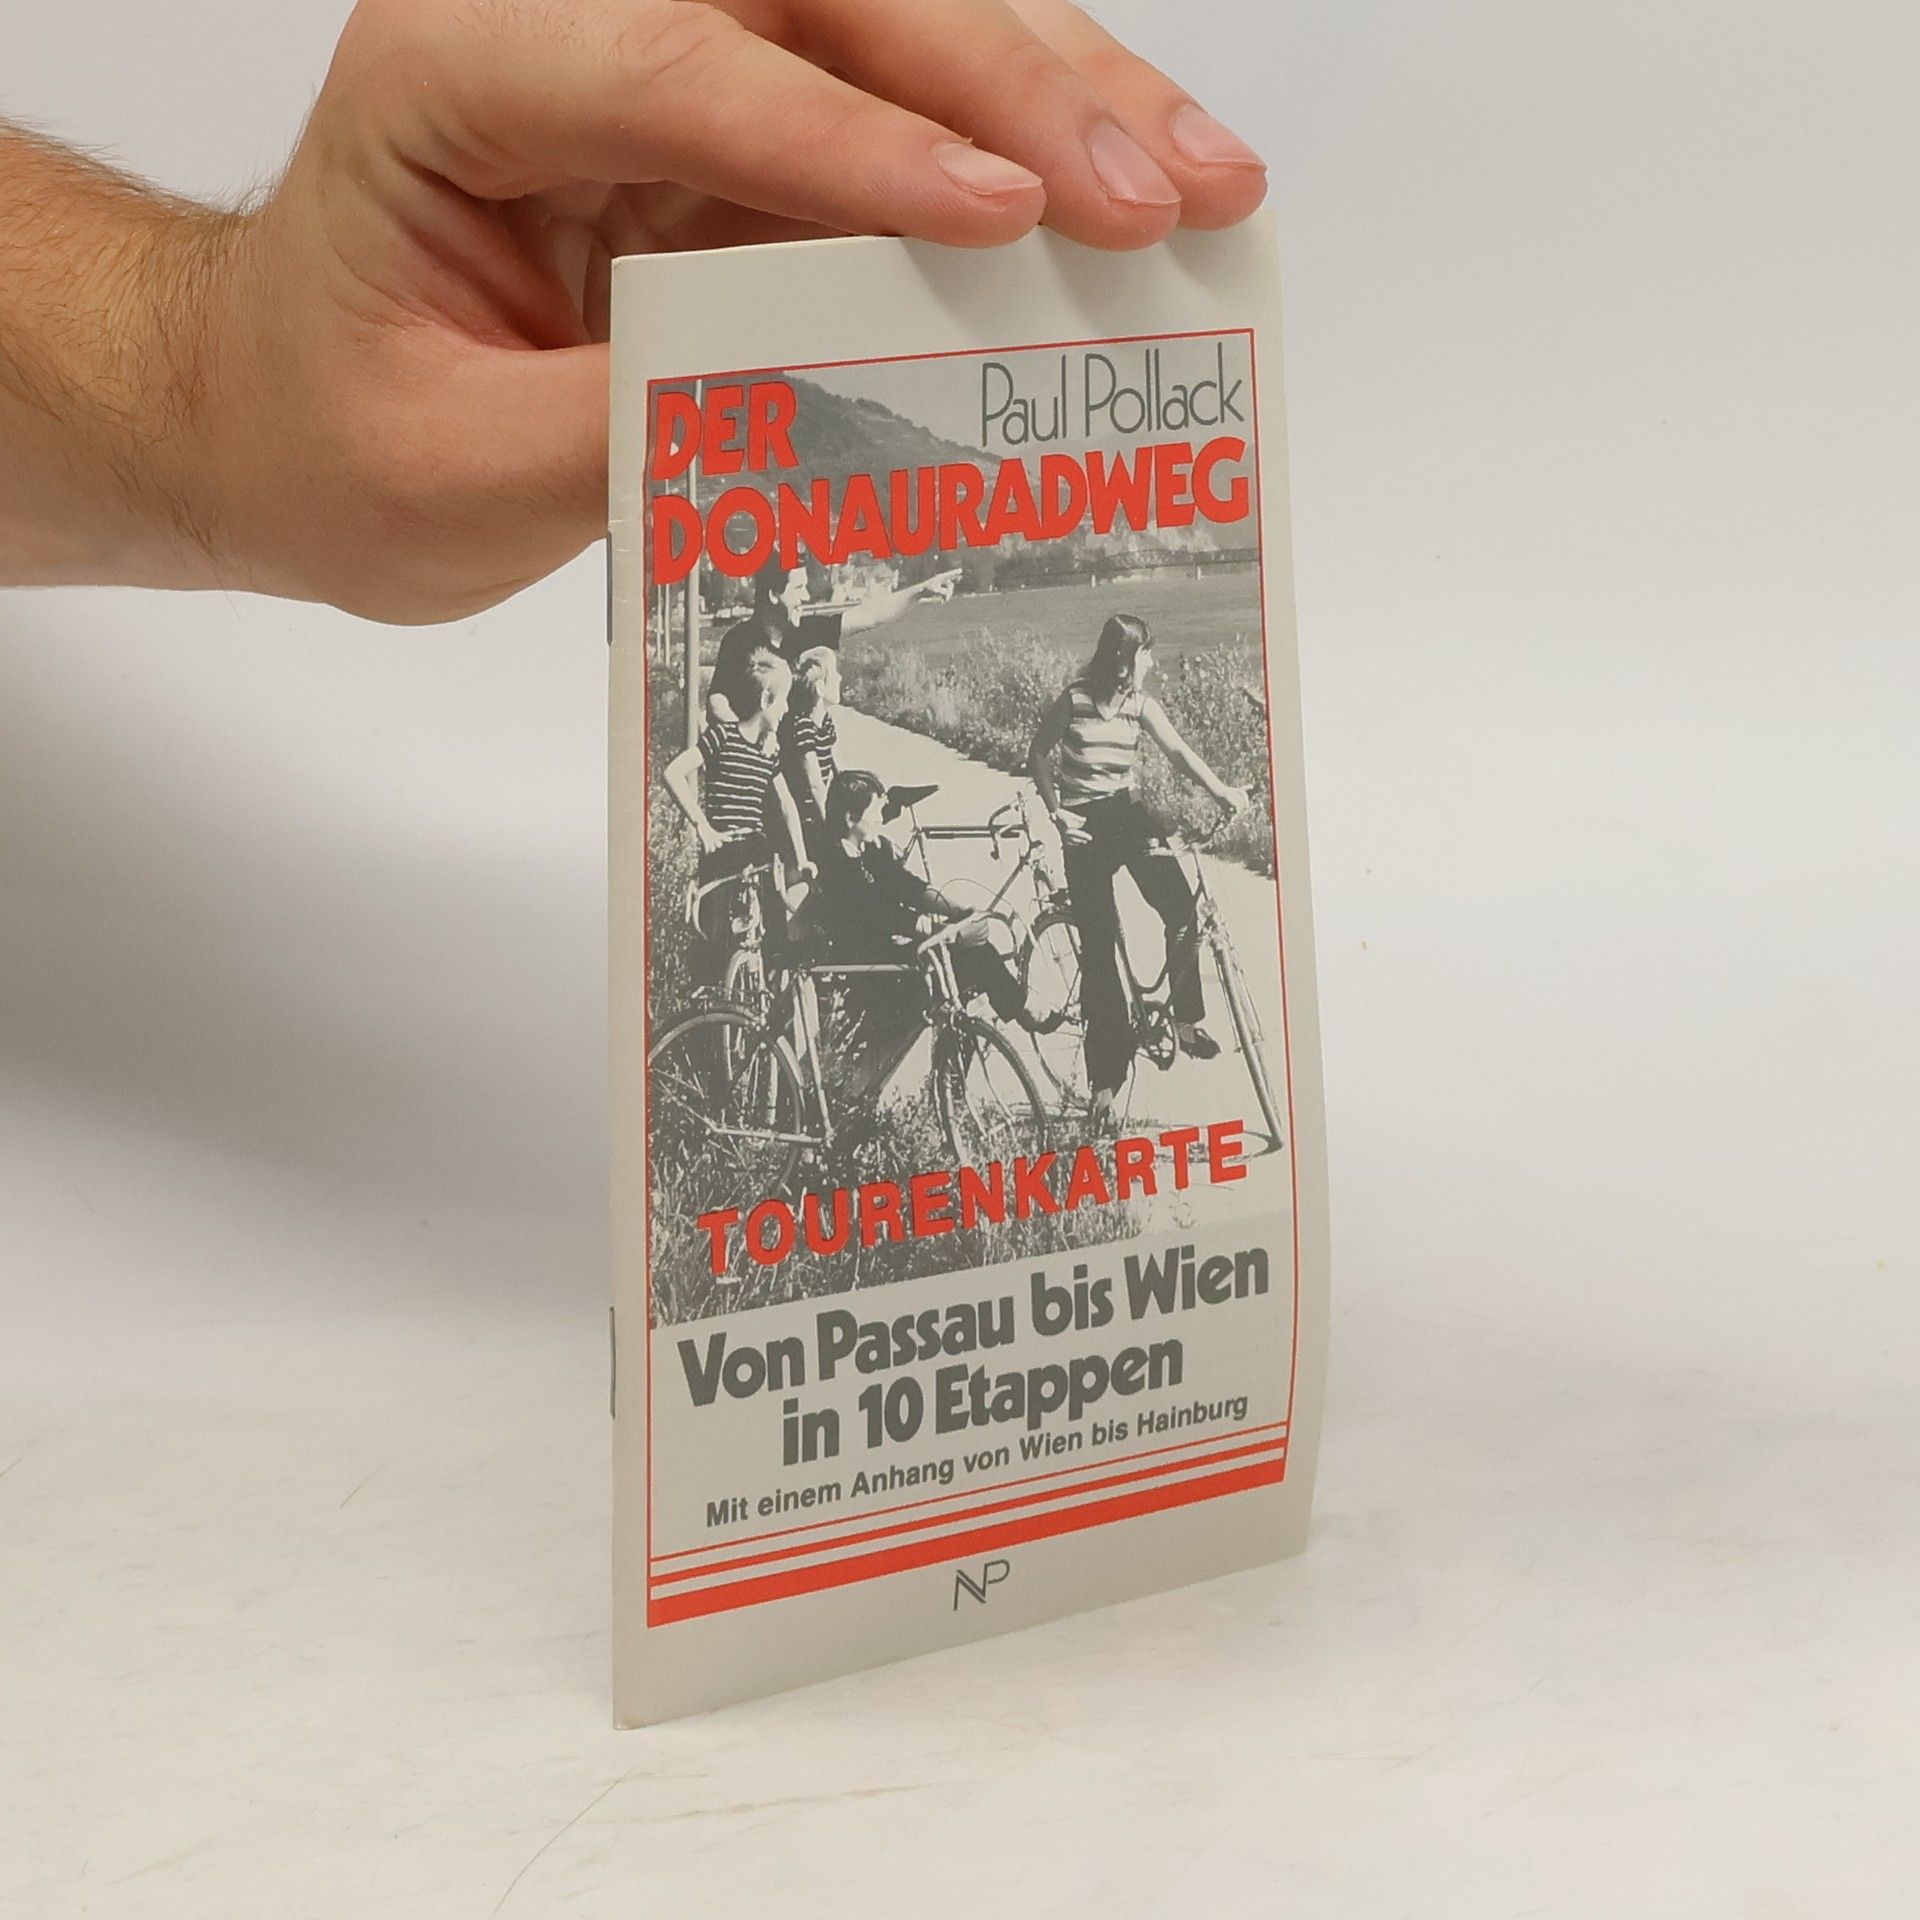 Paul Pollack
DER
DONAURADWEG
TOURENKARTE
Von Passau bis Wien
in 10 Etappen
Mit einem Anhang von Wien bis Hainburg
NP